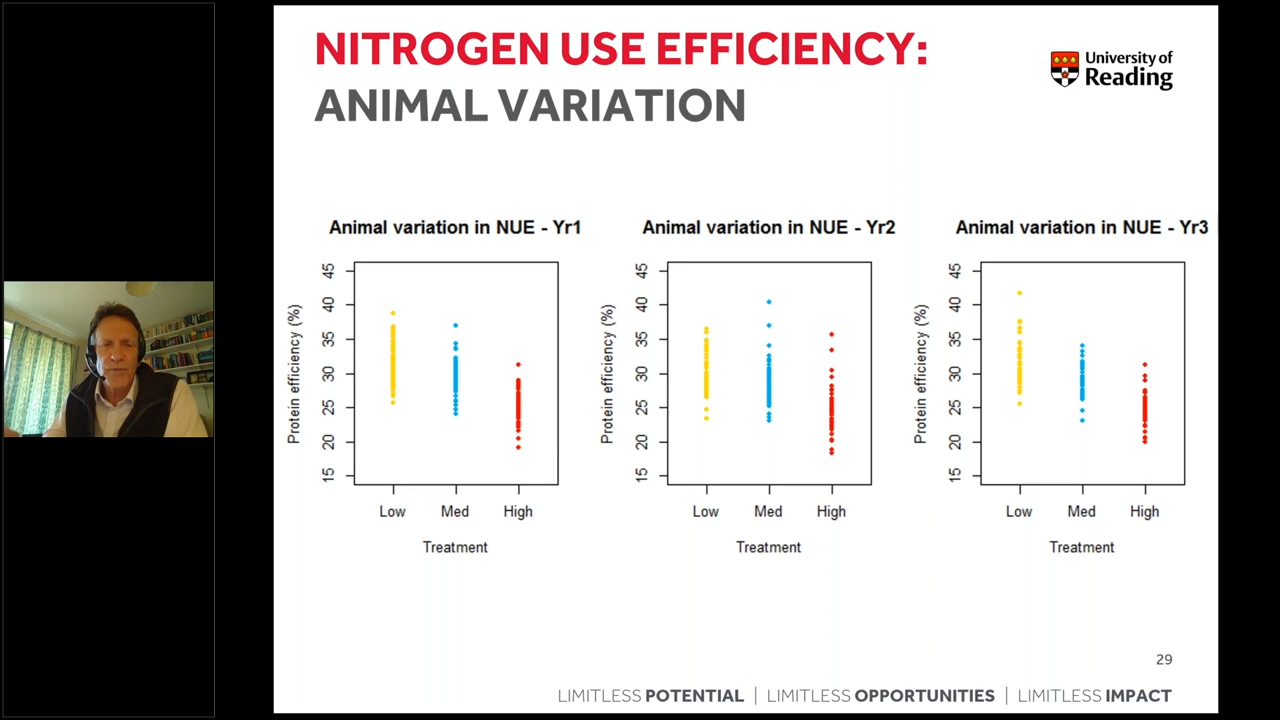 NITROGEN USE EFFICIENCY:
ANIMAL VARIATION
University of
Reading
Animal variation in NUE - Yr1
Protein efficiency (%)
45
40
35
30
25
20
15
Low Med High
Treatment
Animal variation in NUE - Yr2
Protein efficiency (%)
45
40
35
30
25
20
15
Low Med High
Treatment
Animal variation in NUE - Yr3
Protein efficiency (%)
45
40
35
30
25
20
15
Low Med High
Treatment
29
LIMITLESS POTENTIAL | LIMITLESS OPPORTUNITIES | LIMITLESS IMPACT